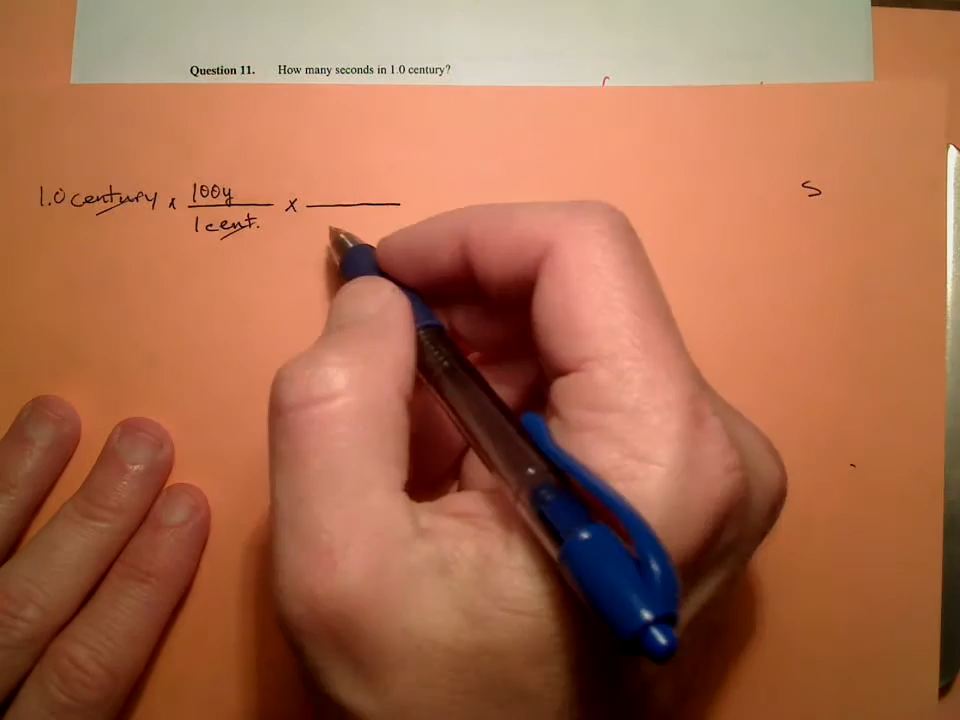 Question 11. How many seconds in 1.0 century?
1.0 century x 100y x S
1 cent.